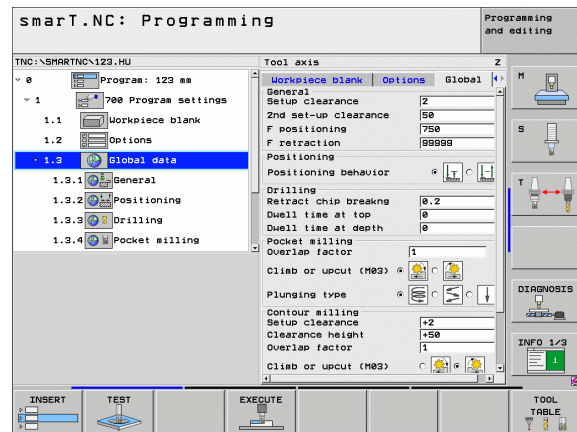 smarT.NC: Programming
Programming
and editing
TNC:\SMARTNC\123.HU
Tool axis Z
0 Program: 123 mm
1 700 Program settings
1.1 Workpiece blank
1.2 Options
1.3 Global data
1.3.1 General
1.3.2 Positioning
1.3.3 Drilling
1.3.4 Pocket milling
Workpiece blank Options Global
General
Setup clearance 2
2nd set-up clearance 50
F positioning 750
F retraction 99999
Positioning
Positioning behavior
Drilling
Retract chip breakng 0.2
Dwell time at top 0
Dwell time at depth 0
Pocket milling
Overlap factor 1
Climb or upcut (M03)
Plunging type
Contour milling
Setup clearance +2
Clearance height +50
Overlap factor 1
Climb or upcut (M03)
M
S
T
DIAGNOSIS
INFO 1/3
INSERT
TEST
EXECUTE
TOOL
TABLE